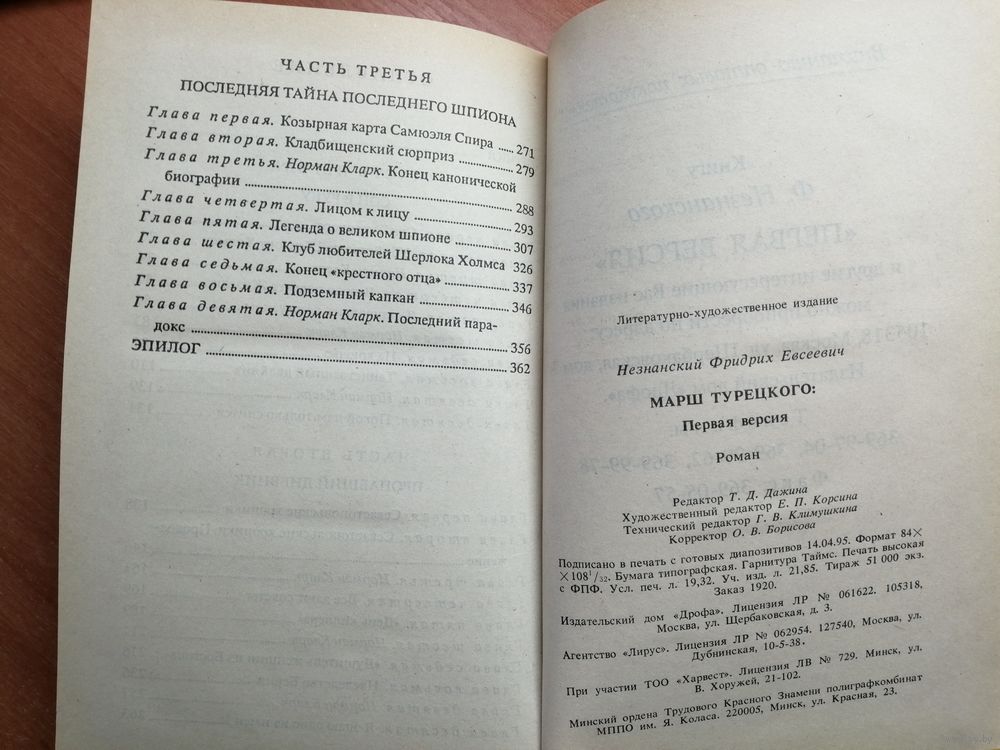 ЧАСТЬ ТРЕТЬЯ
ПОСЛЕДНЯЯ ТАЙНА ПОСЛЕДНЕГО ШПИОНА
Глава первая. Козырная карта Самюэля Спира ..... 271
Глава вторая. Кладбищенский сюрприз ..... 279
Глава третья. Норман Кларк. Конец канонической
биографии ..... 288
Глава четвертая. Лицом к лицу ..... 293
Глава пятая. Легенда о великом шпионе ..... 307
Глава шестая. Клуб любителей Шерлока Холмса 326
Глава седьмая. Конец «крестного отца» ..... 337
Глава восьмая. Подземный капкан ..... 346
Глава девятая. Норман Кларк. Последний пара-
докс ..... 356
ЭПИЛОГ ..... 362
Литературно-художественное издание
Незнанский Фридрих Евсеевич
МАРШ ТУРЕЦКОГО:
Первая версия
Роман
Редактор Т. Д. Дажина
Художественный редактор Е. П. Корсина
Технический редактор Г. В. Климушкина
Корректор О. В. Борисова
Подписано в печать с готовых диапозитивов 14.04.95. Формат 84×
×108¹/₃₂. Бумага типографская. Гарнитура Таймс. Печать высокая
с ФПФ. Усл. печ. л. 19,32. Уч. изд. л. 21,85. Тираж 51 000 экз.
Заказ 1920.
Издательский дом «Дрофа». Лицензия ЛР № 061622. 105318,
Москва, ул. Щербаковская, д. 3.
Агентство «Лирус». Лицензия ЛР № 062954. 127540, Москва, ул.
Дубнинская, 10-5-38.
При участии ТОО «Харвест». Лицензия ЛВ № 729. Минск, ул.
В. Хоружей, 21-102.
Минский ордена Трудового Красного Знамени полиграфкомбинат
МППО им. Я. Коласа. 220005, Минск, ул. Красная, 23.